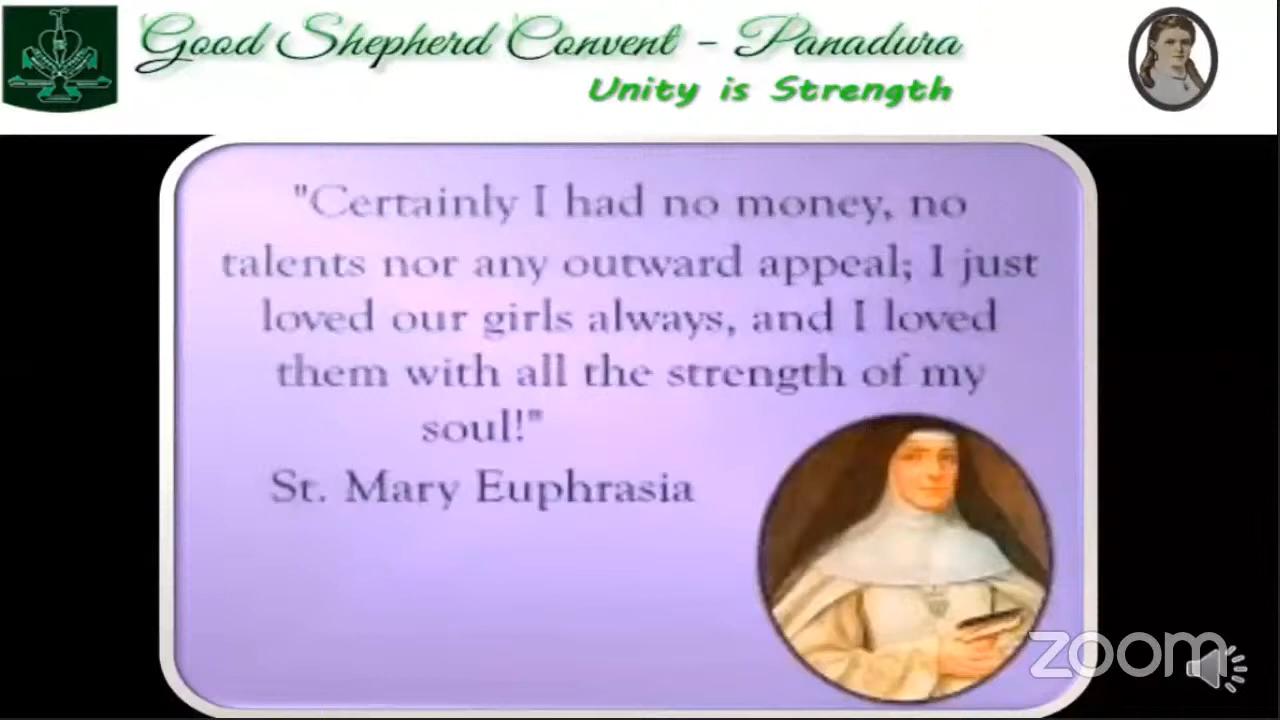 Good Shepherd Convent - Panadura
Unity is Strength
"Certainly I had no money, no
talents nor any outward appeal; I just
loved our girls always, and I loved
them with all the strength of my
soul!"
St. Mary Euphrasia
zoom